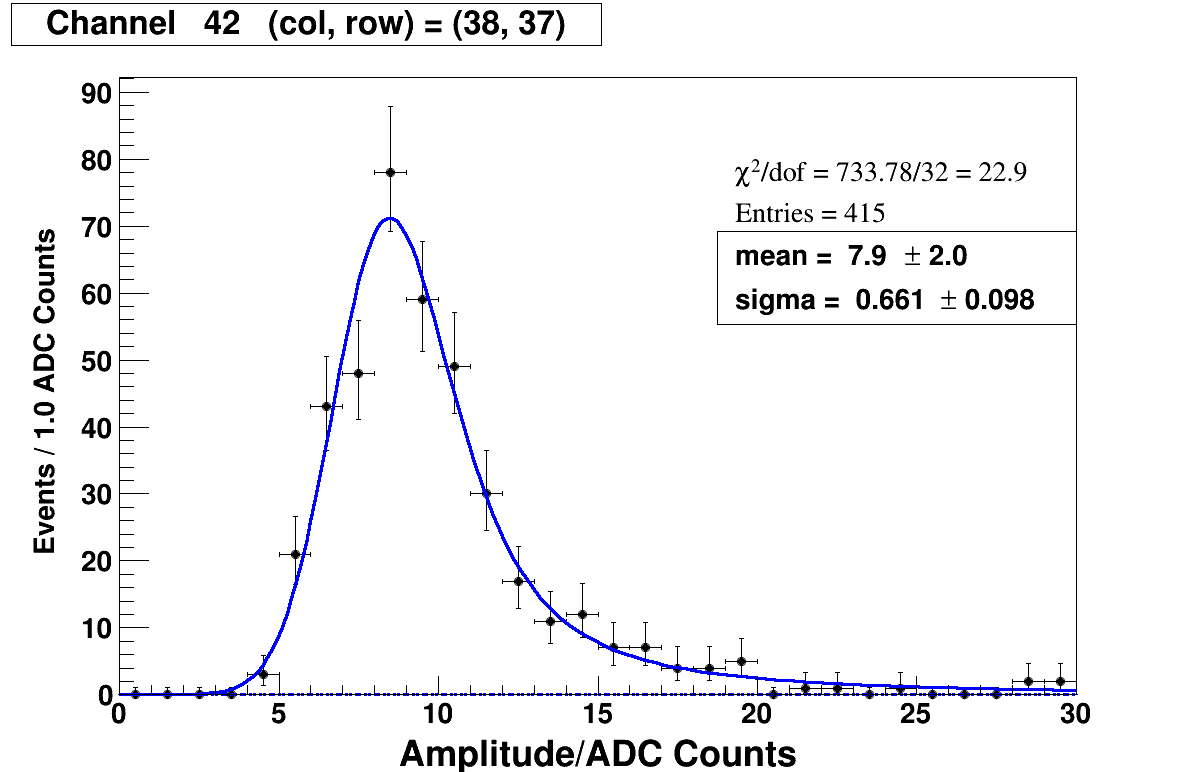 Channel 42 (col, row) = (38, 37)
90
80
70
60
50
40
30
20
10
0
Events / 1.0 ADC Counts
χ²/dof = 733.78/32 = 22.9
Entries = 415
mean = 7.9 ± 2.0
sigma = 0.661 ± 0.098
0 5 10 15 20 25 30
Amplitude/ADC Counts